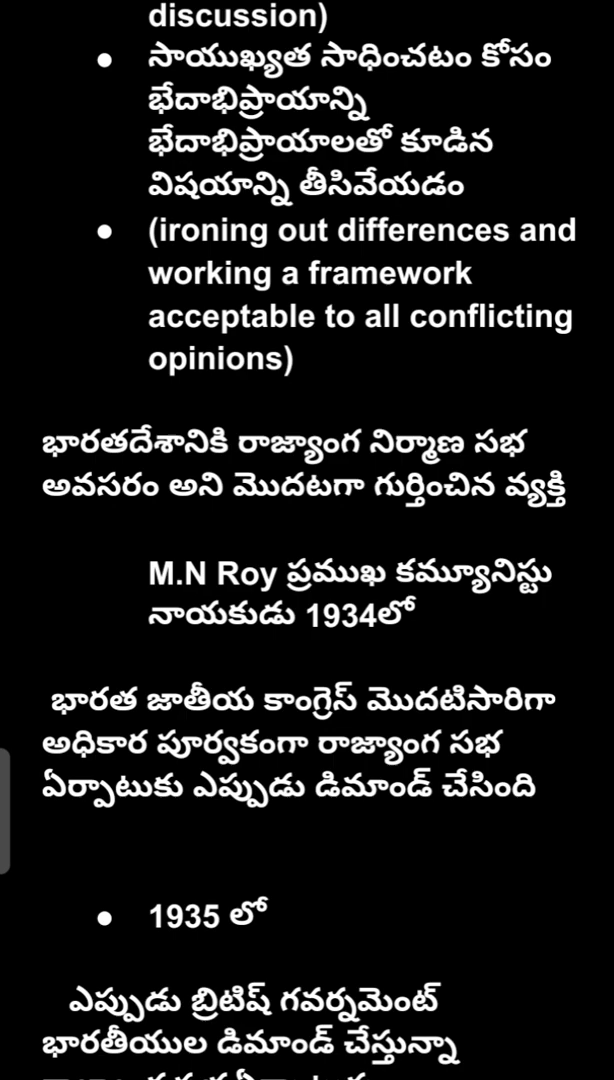 discussion)
• సాయుఖ్యత సాధించటం కోసం
భేదాభిప్రాయాన్ని
భేదాభిప్రాయాలతో కూడిన
విషయాన్ని తీసివేయడం
• (ironing out differences and
working a framework
acceptable to all conflicting
opinions)
భారతదేశానికి రాజ్యాంగ నిర్మాణ సభ
అవసరం అని మొదటగా గుర్తించిన వ్యక్తి
M.N Roy ప్రముఖ కమ్యూనిస్టు
నాయకుడు 1934లో
భారత జాతీయ కాంగ్రెస్ మొదటిసారిగా
అధికార పూర్వకంగా రాజ్యాంగ సభ
ఏర్పాటుకు ఎప్పుడు డిమాండ్ చేసింది
• 1935 లో
ఎప్పుడు బ్రిటిష్ గవర్నమెంట్
భారతీయుల డిమాండ్ చేస్తున్నా